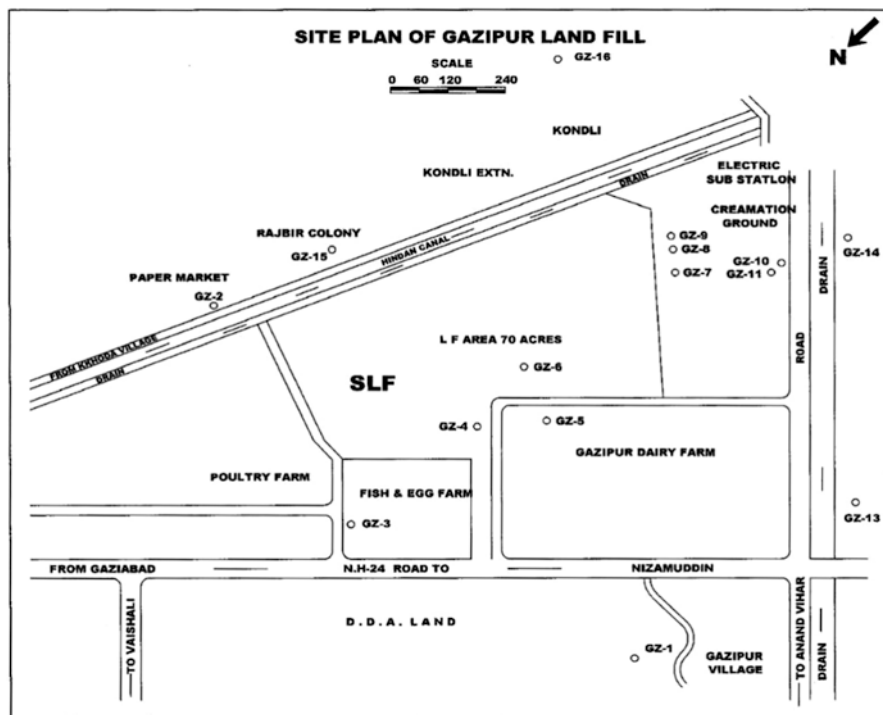 SITE PLAN OF GAZIPUR LAND FILL
SCALE
0 60 120 240
GZ-16
N
KONDLI
KONDLI EXTN.
DRAIN
ELECTRIC
SUB STATLON
CREAMATION
GROUND
RAJBIR COLONY
GZ-15
HINDAN CANAL
GZ-9
GZ-8
GZ-7
GZ-10
GZ-11
GZ-14
DRAIN
PAPER MARKET
GZ-2
FROM KKHODA VILLAGE
DRAIN
L F AREA 70 ACRES
ROAD
GZ-6
SLF
GZ-4
GZ-5
GAZIPUR DAIRY FARM
POULTRY FARM
FISH & EGG FARM
GZ-3
GZ-13
FROM GAZIABAD
N.H-24 ROAD TO
NIZAMUDDIN
TO VAISHALI
D.D.A. LAND
GZ-1
GAZIPUR
VILLAGE
TO ANAND VIHAR
DRAIN